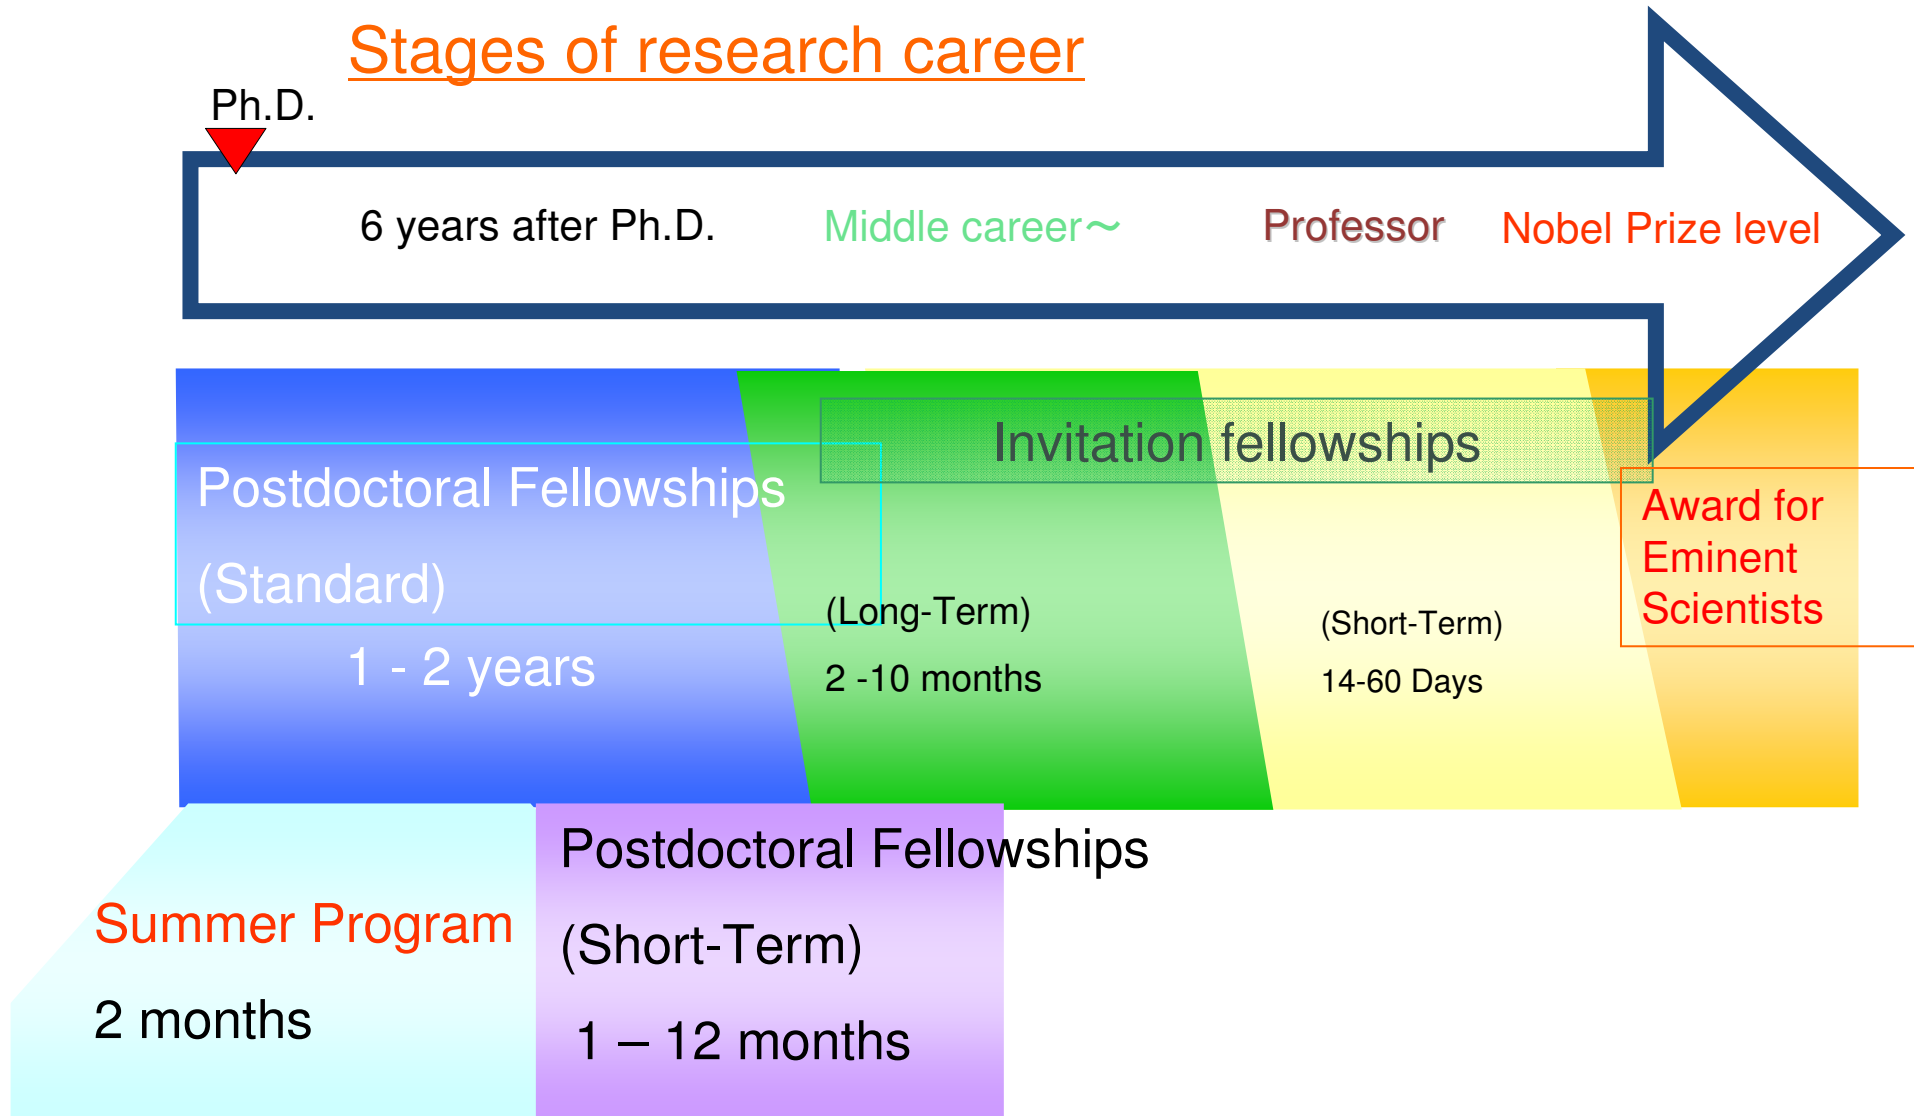 Stages of research career
Ph.D.
6 years after Ph.D.
Middle career～
Professor
Nobel Prize level
Invitation fellowships
Postdoctoral Fellowships
(Standard)
1 - 2 years
(Long-Term)
2 -10 months
(Short-Term)
14-60 Days
Award for
Eminent
Scientists
Summer Program
2 months
Postdoctoral Fellowships
(Short-Term)
1 – 12 months